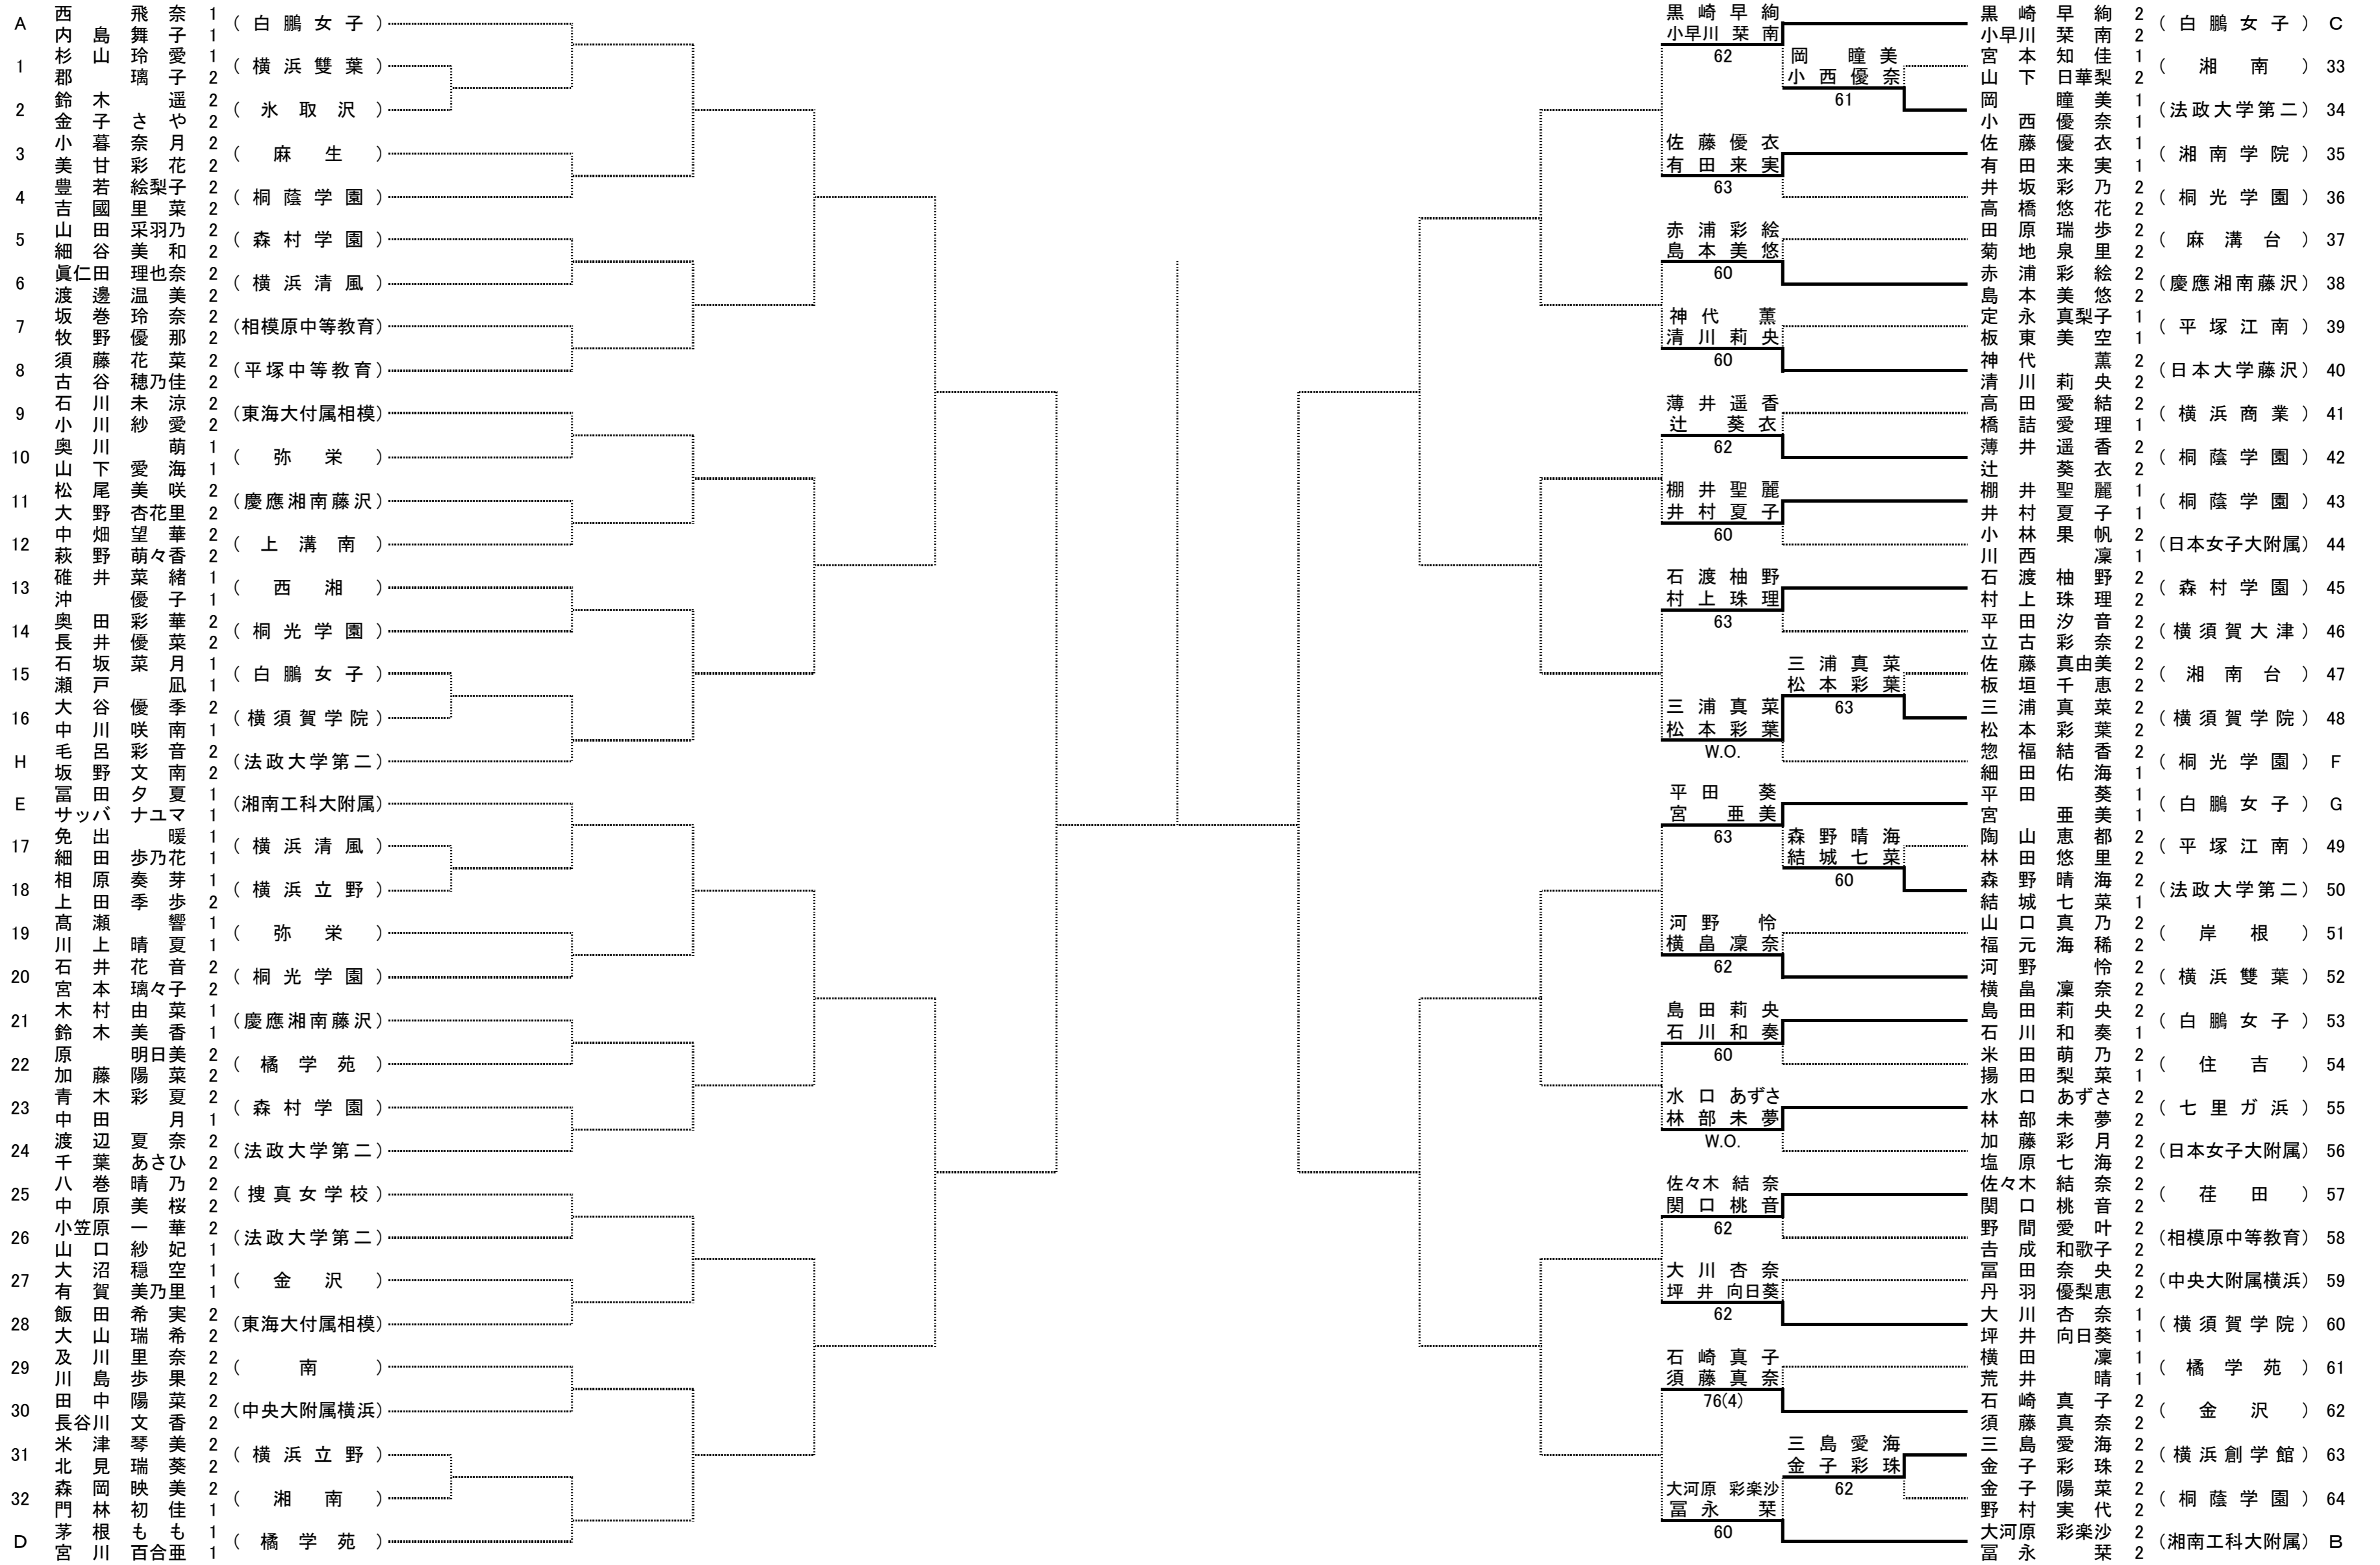 A 西 飛奈 1 (白鵬女子)
内島 舞子 1
1 杉山 玲愛 1 (横浜雙葉)
郡 璃子 2
2 鈴木 遥 2 (氷取沢)
金子 さや 2
3 小暮 奈月 2 (麻生)
美甘 彩花 2
4 豊若 絵梨子 2 (桐蔭学園)
吉國 里菜 2
5 山田 采羽乃 2 (森村学園)
細谷 美和 2
6 眞仁田 理也奈 2 (横浜清風)
渡邊 温美 2
7 坂巻 玲奈 2 (相模原中等教育)
牧野 優那 2
8 須藤 花菜 2 (平塚中等教育)
古谷 穂乃佳 2
9 石川 未涼 2 (東海大付属相模)
小川 紗愛 2
10 奥川 萌 1 (弥栄)
山下 愛海 1
11 松尾 美咲 2 (慶應湘南藤沢)
大野 杏花里 2
12 中畑 望華 2 (上溝南)
萩野 萌々香 2
13 碓井 菜緒 1 (西湘)
沖 優子 1
14 奥田 彩華 2 (桐光学園)
長井 優菜 2
15 石坂 菜月 1 (白鵬女子)
瀬戸 凪 1
16 大谷 優季 2 (横須賀学院)
中川 咲南 1
H 毛呂 彩音 2 (法政大学第二)
坂野 文南 2
E 冨田 夕夏 1 (湘南工科大附属)
サッパ ナユマ 1
17 免出 暖 1 (横浜清風)
細田 歩乃花 1
18 相原 奏芽 1 (横浜立野)
上田 季歩 2
19 髙瀬 響 1 (弥栄)
川上 晴夏 1
20 石井 花音 2 (桐光学園)
宮本 璃々子 2
21 木村 由菜 1 (慶應湘南藤沢)
鈴木 美香 1
22 原 明日美 2 (橘学苑)
加藤 陽菜 2
23 青木 彩夏 2 (森村学園)
中田 月 1
24 渡辺 夏奈 2 (法政大学第二)
千葉 あさひ 2
25 八巻 晴乃 2 (捜真女学校)
中原 美桜 2
26 小笠原 一華 2 (法政大学第二)
山口 紗妃 1
27 大沼 穏空 1 (金沢)
有賀 美乃里 1
28 飯田 希実 2 (東海大付属相模)
大山 瑞希 2
29 及川 里奈 2 (南)
川島 歩果 2
30 田中 陽菜 2 (中央大附属横浜)
長谷川 文香 2
31 米津 琴美 2 (横浜立野)
北見 瑞葵 2
32 森岡 映美 2 (湘南)
門林 初佳 1
D 茅根 もも 1 (橘学苑)
宮川 百合亜 1
黒崎早絢
小早川 栞南
62
岡 瞳美
小西優奈
61
佐藤優衣
有田来実
63
赤浦彩絵
島本美悠
60
神代 薫
清川莉央
60
薄井遥香
辻 葵衣
62
棚井聖麗
井村夏子
60
石渡柚野
村上珠理
63
三浦真菜
松本彩葉
63
三浦真菜
松本彩葉
W.O.
平田 葵
宮 亜美
63
森野晴海
結城七菜
60
河野 怜
横畠凜奈
62
島田莉央
石川和奏
60
水口 あずさ
林部未夢
W.O.
佐々木 結奈
関口桃音
62
大川杏奈
坪井 向日葵
62
石崎真子
須藤真奈
76(4)
三島愛海
金子彩珠
62
大河原 彩楽沙
冨永 栞
60
黒崎 早絢 2 (白鵬女子) C
小早川 栞南 2
宮本 知佳 1 (湘南) 33
山下 日華梨 2
岡 瞳美 1 (法政大学第二) 34
小西 優奈 1
佐藤 優衣 1 (湘南学院) 35
有田 来実 1
井坂 彩乃 2 (桐光学園) 36
高橋 悠花 2
田原 瑞歩 2 (麻溝台) 37
菊地 泉里 2
赤浦 彩絵 2 (慶應湘南藤沢) 38
島本 美悠 2
定永 真梨子 1 (平塚江南) 39
板東 美空 1
神代 薫 2 (日本大学藤沢) 40
清川 莉央 2
高田 愛結 2 (横浜商業) 41
橋詰 愛理 1
薄井 遥香 2 (桐蔭学園) 42
辻 葵衣 2
棚井 聖麗 1 (桐蔭学園) 43
井村 夏子 1
小林 果帆 2 (日本女子大附属) 44
川西 凜 1
石渡 柚野 2 (森村学園) 45
村上 珠理 2
平田 汐音 2 (横須賀大津) 46
立古 彩奈 2
佐藤 真由美 2 (湘南台) 47
板垣 千恵 2
三浦 真菜 2 (横須賀学院) 48
松本 彩葉 2
惣福 結香 2 (桐光学園) F
細田 佑海 1
平田 葵 1 (白鵬女子) G
宮 亜美 1
陶山 恵都 2 (平塚江南) 49
林田 悠里 2
森野 晴海 2 (法政大学第二) 50
結城 七菜 1
山口 真乃 2 (岸根) 51
福元 海稀 2
河野 怜 2 (横浜雙葉) 52
横畠 凜奈 2
島田 莉央 2 (白鵬女子) 53
石川 和奏 1
米田 萌乃 2 (住吉) 54
揚田 梨菜 1
水口 あずさ 2 (七里ガ浜) 55
林部 未夢 2
加藤 彩月 2 (日本女子大附属) 56
塩原 七海 2
佐々木 結奈 2 (荏田) 57
関口 桃音 2
野間 愛叶 2 (相模原中等教育) 58
吉成 和歌子 2
冨田 奈央 2 (中央大附属横浜) 59
丹羽 優梨恵 2
大川 杏奈 1 (横須賀学院) 60
坪井 向日葵 1
横田 凜 1 (橘学苑) 61
荒井 晴 1
石崎 真子 2 (金沢) 62
須藤 真奈 2
三島 愛海 2 (横浜創学館) 63
金子 彩珠 2
金子 陽菜 2 (桐蔭学園) 64
野村 実代 2
大河原 彩楽沙 2 (湘南工科大附属) B
冨永 栞 2